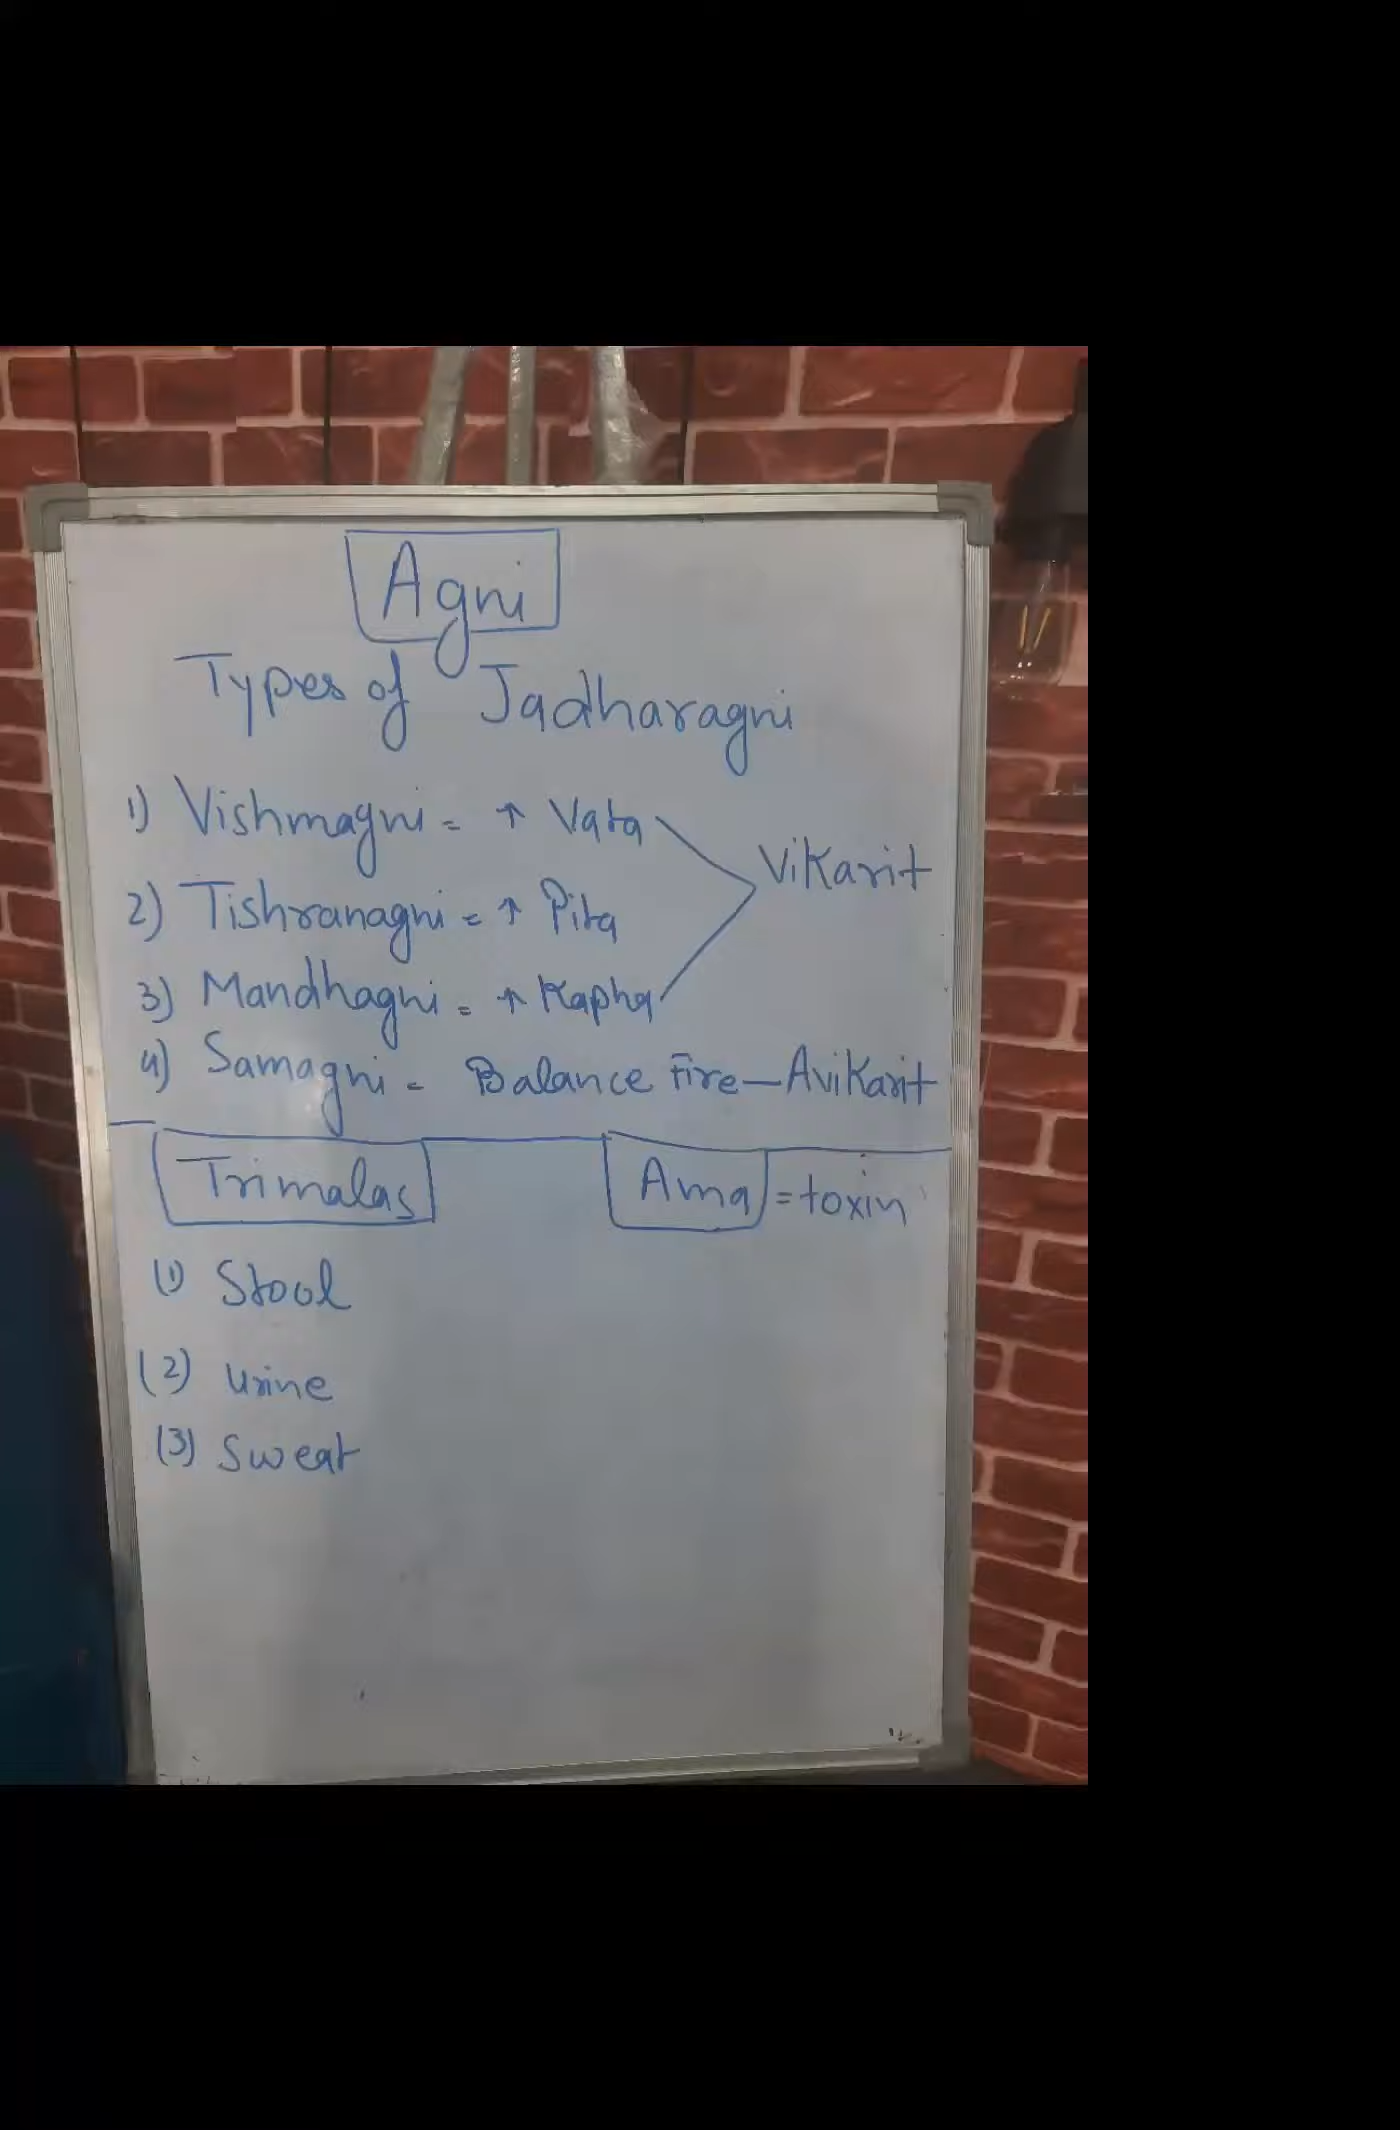 Agni
Types of Jadharagni
1) Vishmagni = ↑ Vata
Vikarit
2) Tishranagni = ↑ Pita
3) Mandhagni = ↑ Kapha
4) Samagni = Balance Fire — Avikarit
Trimalas
Ama = toxin
(1) Stool
(2) Urine
(3) Sweat